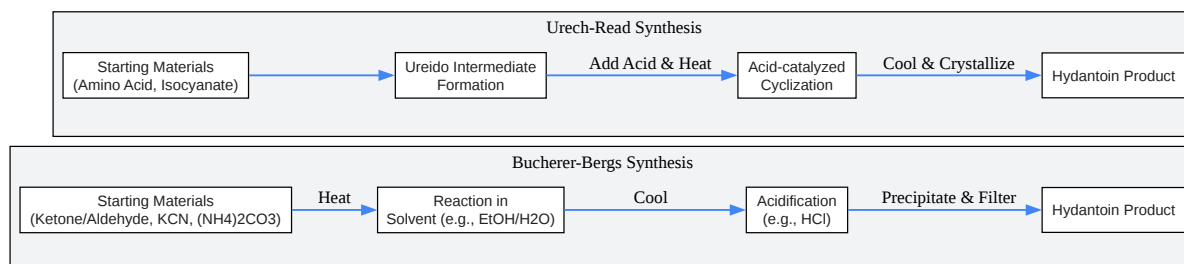 Urech-Read Synthesis
Starting Materials
(Amino Acid, Isocyanate)
Ureido Intermediate
Formation
Add Acid & Heat
Acid-catalyzed
Cyclization
Cool & Crystallize
Hydantoin Product
Bucherer-Bergs Synthesis
Starting Materials
(Ketone/Aldehyde, KCN, (NH4)2CO3)
Heat
Reaction in
Solvent (e.g., EtOH/H2O)
Cool
Acidification
(e.g., HCl)
Precipitate & Filter
Hydantoin Product